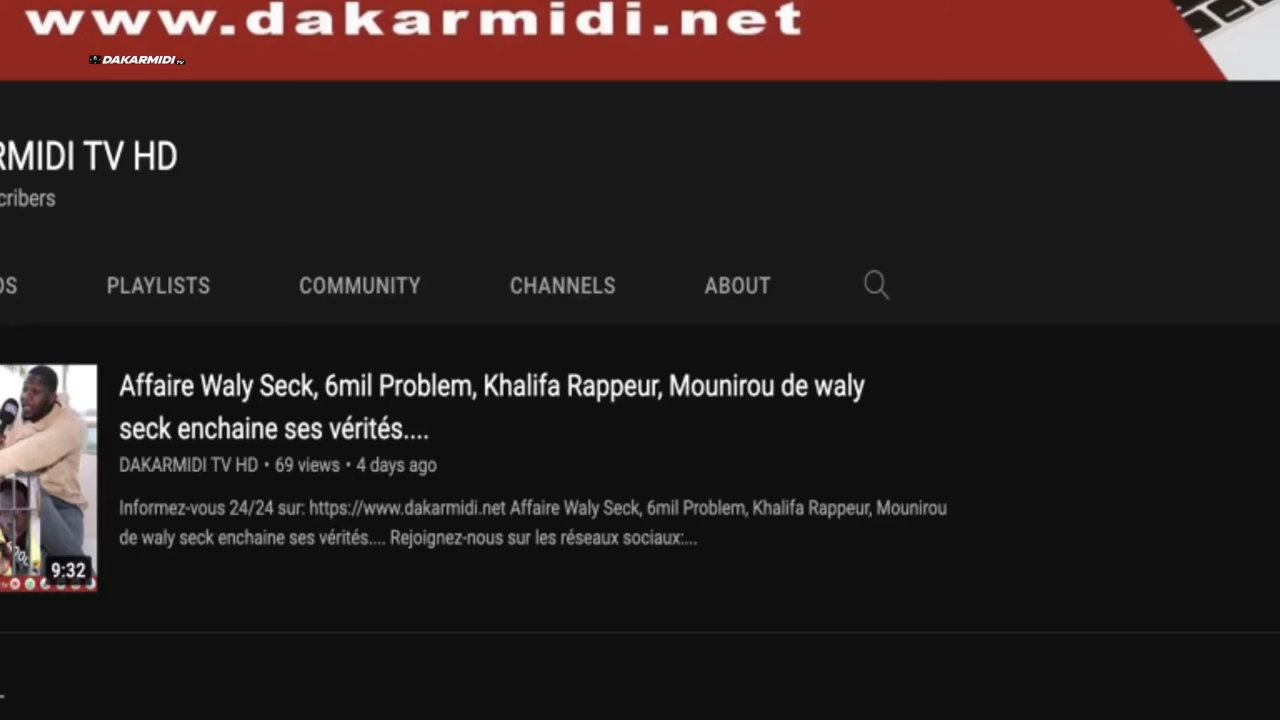 www.dakarmidi.net
DAKARMIDI TV
RMIDI TV HD
cribers
OS
PLAYLISTS
COMMUNITY
CHANNELS
ABOUT
Affaire Waly Seck, 6mil Problem, Khalifa Rappeur, Mounirou de waly
seck enchaine ses vérités....
DAKARMIDI TV HD • 69 views • 4 days ago
Informez-vous 24/24 sur: https://www.dakarmidi.net Affaire Waly Seck, 6mil Problem, Khalifa Rappeur, Mounirou
de waly seck enchaine ses vérités.... Rejoignez-nous sur les réseaux sociaux:...
9:32